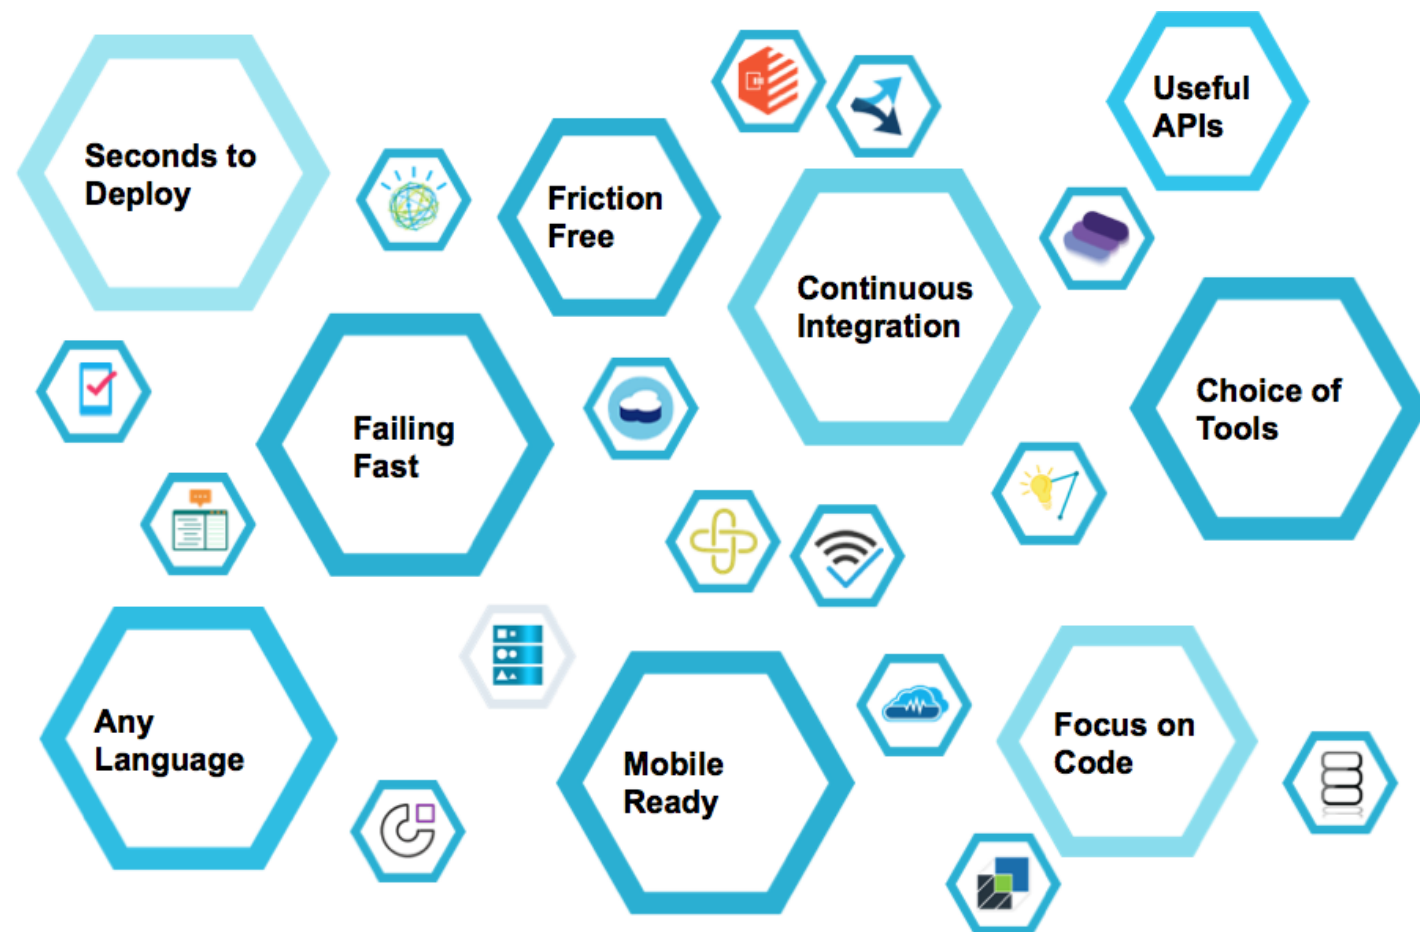 Seconds to
Deploy
Friction
Free
Useful
APIs
Continuous
Integration
Choice of
Tools
Failing
Fast
Any
Language
Mobile
Ready
Focus on
Code